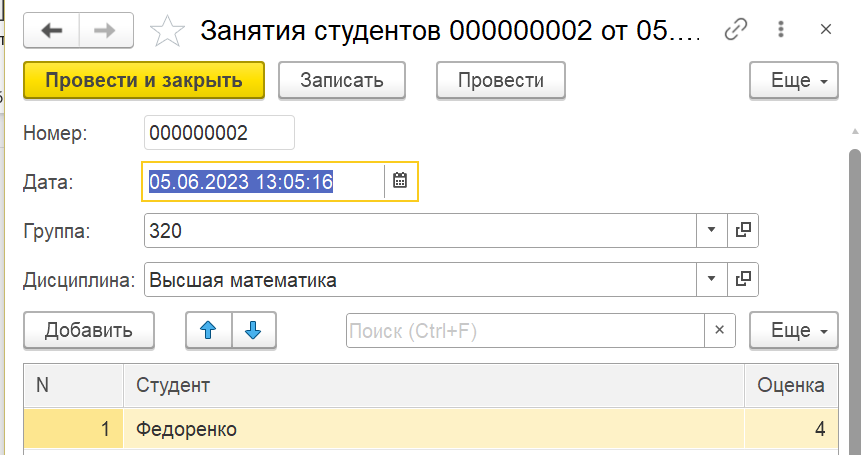 Занятия студентов 000000002 от 05....
Провести и закрыть Записать Провести Еще
Номер: 000000002
Дата: 05.06.2023 13:05:16
Группа: 320
Дисциплина: Высшая математика
Добавить Поиск (Ctrl+F) × Еще
N Студент Оценка
1 Федоренко 4